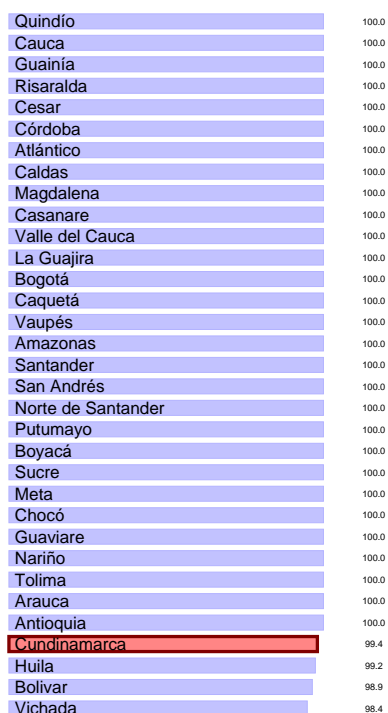 Quindío 100.0
Cauca 100.0
Guainía 100.0
Risaralda 100.0
Cesar 100.0
Córdoba 100.0
Atlántico 100.0
Caldas 100.0
Magdalena 100.0
Casanare 100.0
Valle del Cauca 100.0
La Guajira 100.0
Bogotá 100.0
Caquetá 100.0
Vaupés 100.0
Amazonas 100.0
Santander 100.0
San Andrés 100.0
Norte de Santander 100.0
Putumayo 100.0
Boyacá 100.0
Sucre 100.0
Meta 100.0
Chocó 100.0
Guaviare 100.0
Nariño 100.0
Tolima 100.0
Arauca 100.0
Antioquia 100.0
Cundinamarca 99.4
Huila 99.2
Bolivar 98.9
Vichada 98.4